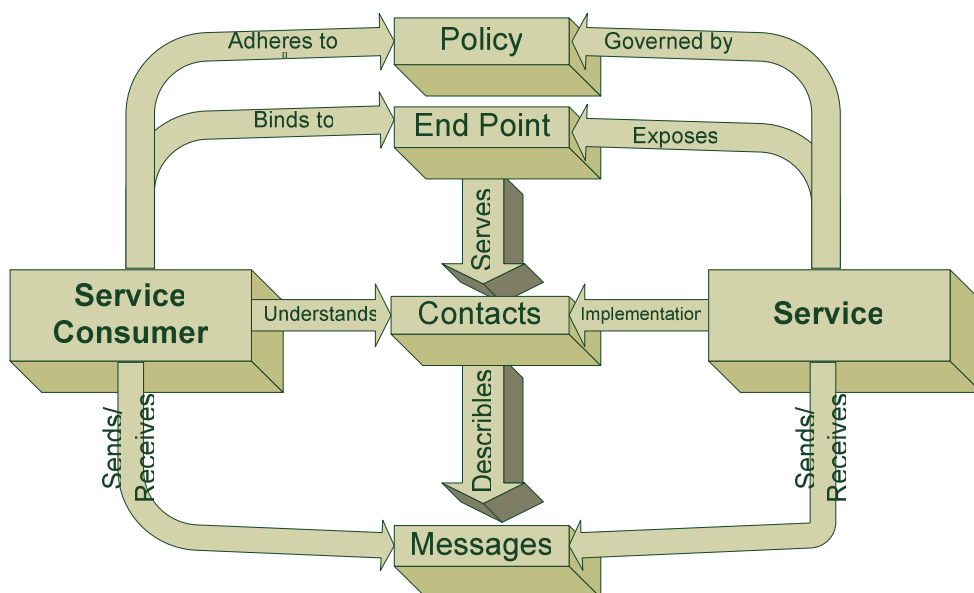 Adheres to
Policy
Governed by
Binds to
End Point
Exposes
Serves
Service
Consumer
Understands
Contacts
Implementation
Service
Sends/
Receives
Describles
Sends/
Receives
Messages